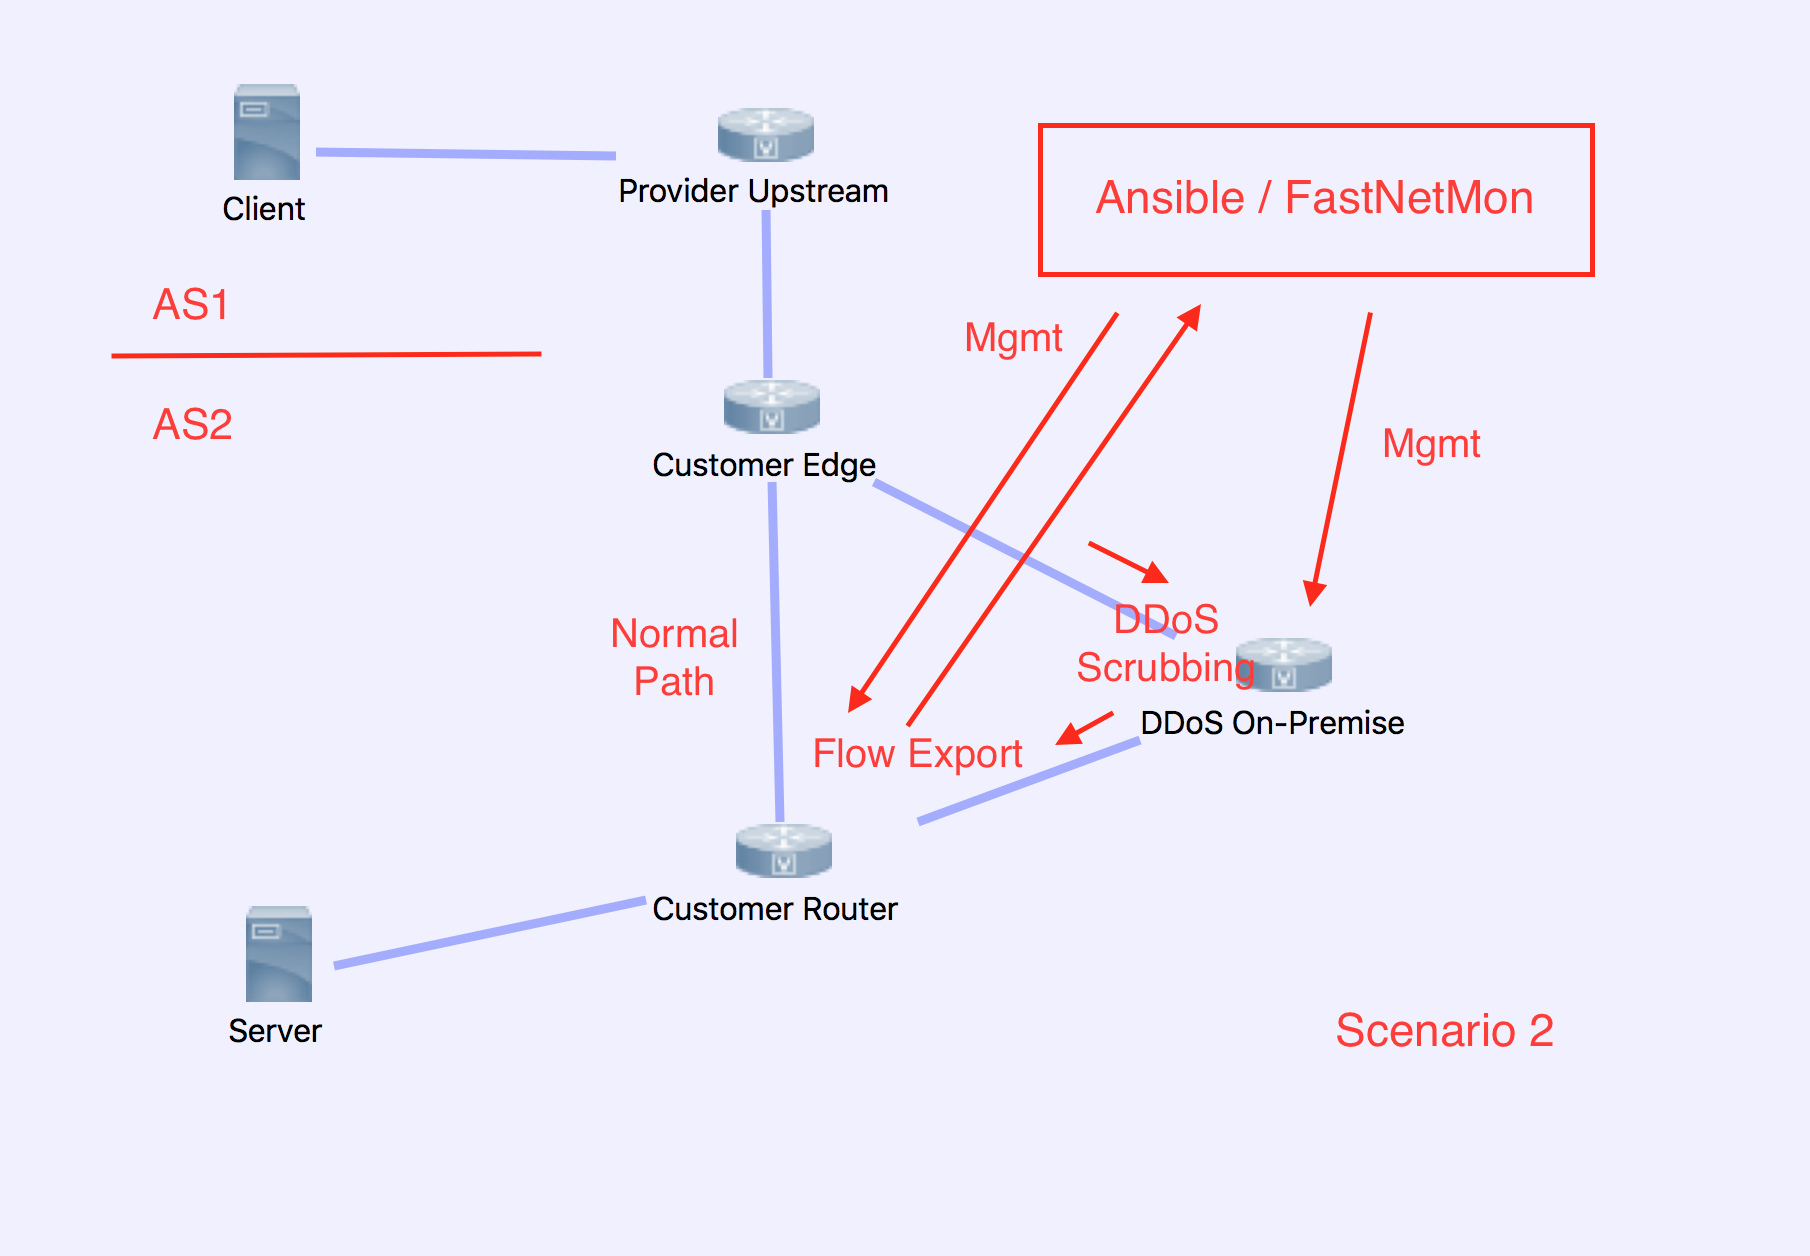 Client
Provider Upstream
Ansible / FastNetMon
AS1
Mgmt
AS2
Mgmt
Customer Edge
Normal
Path
DDoS
Scrubbing
DDoS On-Premise
Flow Export
Customer Router
Server
Scenario 2